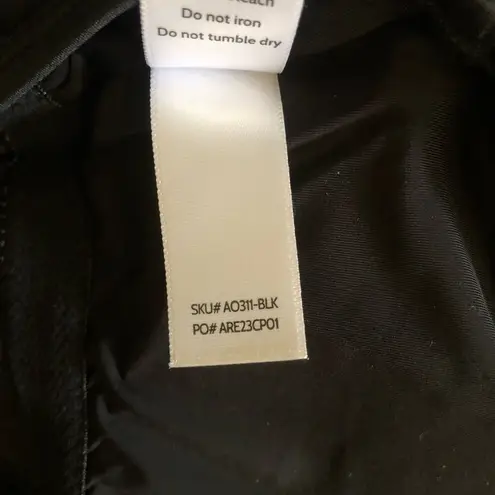 Do not iron
Do not tumble dry
SKU# AO311-BLK
PO# ARE23CP01